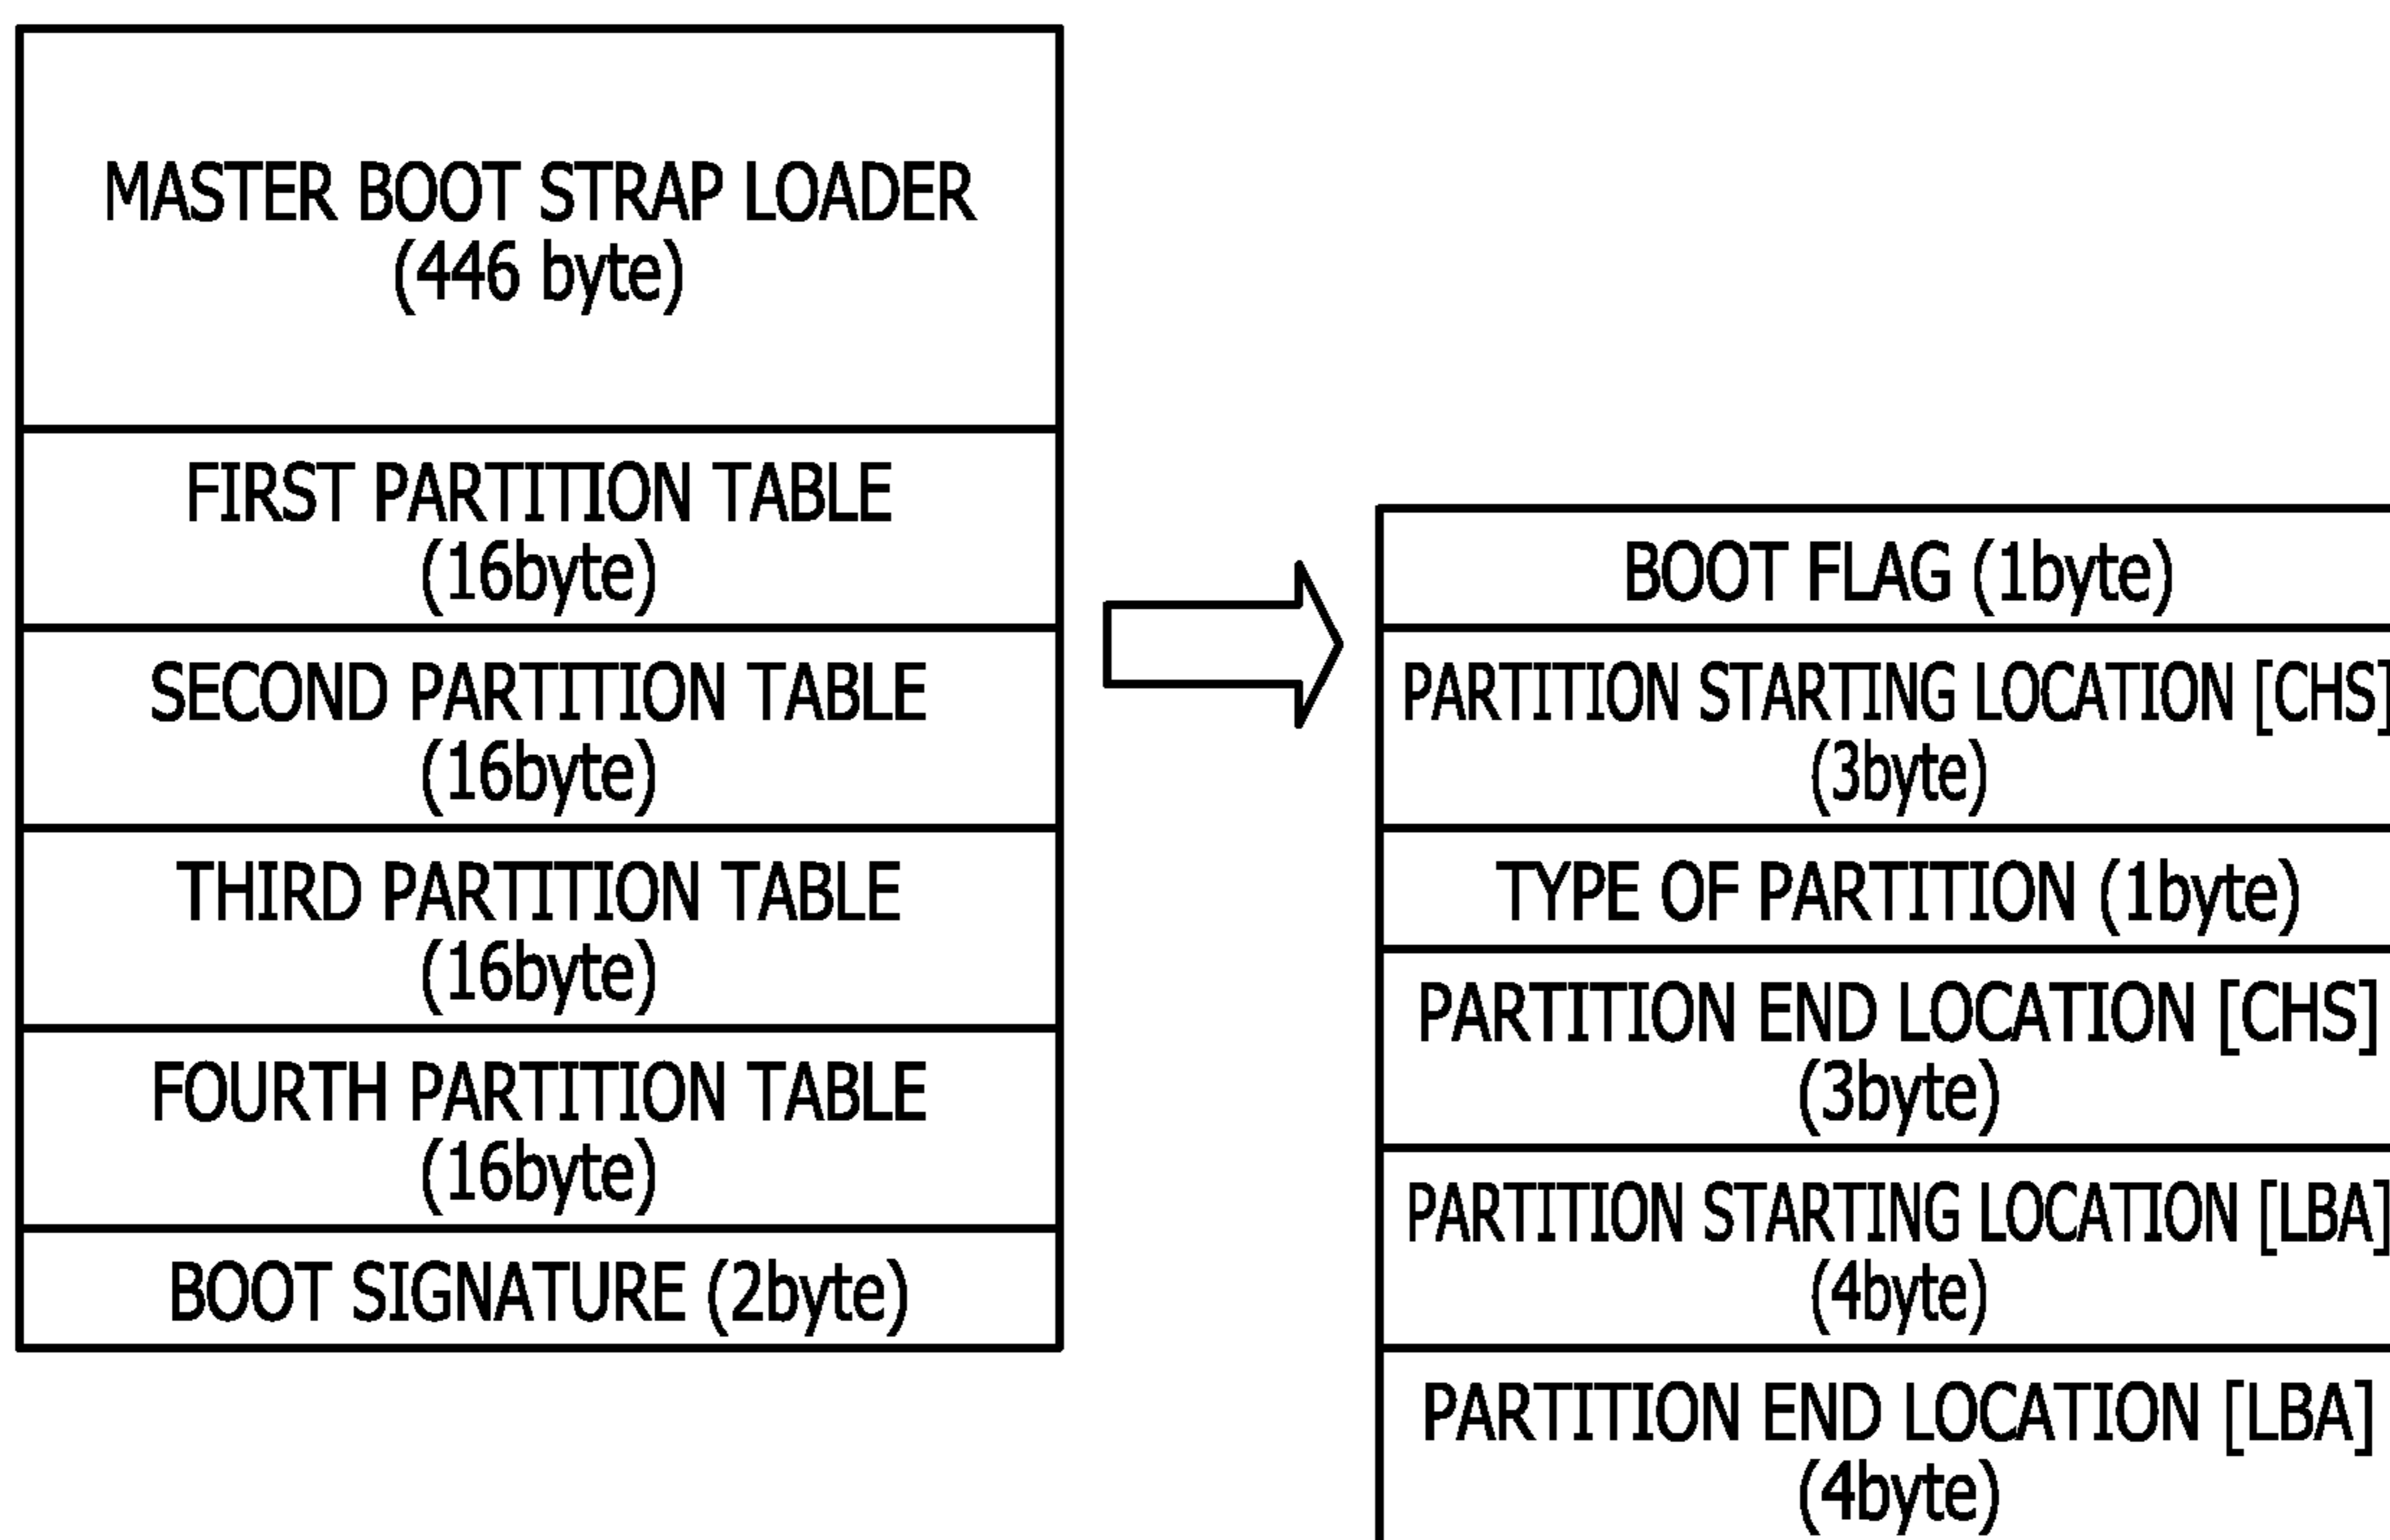 MASTER BOOT STRAP LOADER
(446 byte)
FIRST PARTITION TABLE
(16byte)
SECOND PARTITION TABLE
(16byte)
THIRD PARTITION TABLE
(16byte)
FOURTH PARTITION TABLE
(16byte)
BOOT SIGNATURE (2byte)
BOOT FLAG (1byte)
PARTITION STARTING LOCATION [CHS]
(3byte)
TYPE OF PARTITION (1byte)
PARTITION END LOCATION [CHS]
(3byte)
PARTITION STARTING LOCATION [LBA]
(4byte)
PARTITION END LOCATION [LBA]
(4byte)